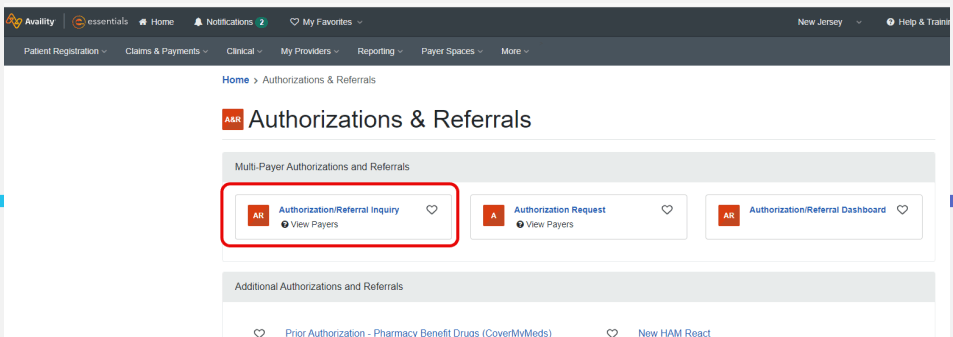 Availity essentials Home Notifications 2 My Favorites New Jersey Help &
Patient Registration Claims & Payments Clinical My Providers Reporting Payer Spaces More
Home > Authorizations & Referrals
A&R Authorizations & Referrals
Multi-Payer Authorizations and Referrals
AR Authorization/Referral Inquiry A Authorization Request AR Authorization/Referral Dashboard
View Payers View Payers
Additional Authorizations and Referrals
Prior Authorization - Pharmacy Benefit Drugs (CoverMyMeds) New HAM React